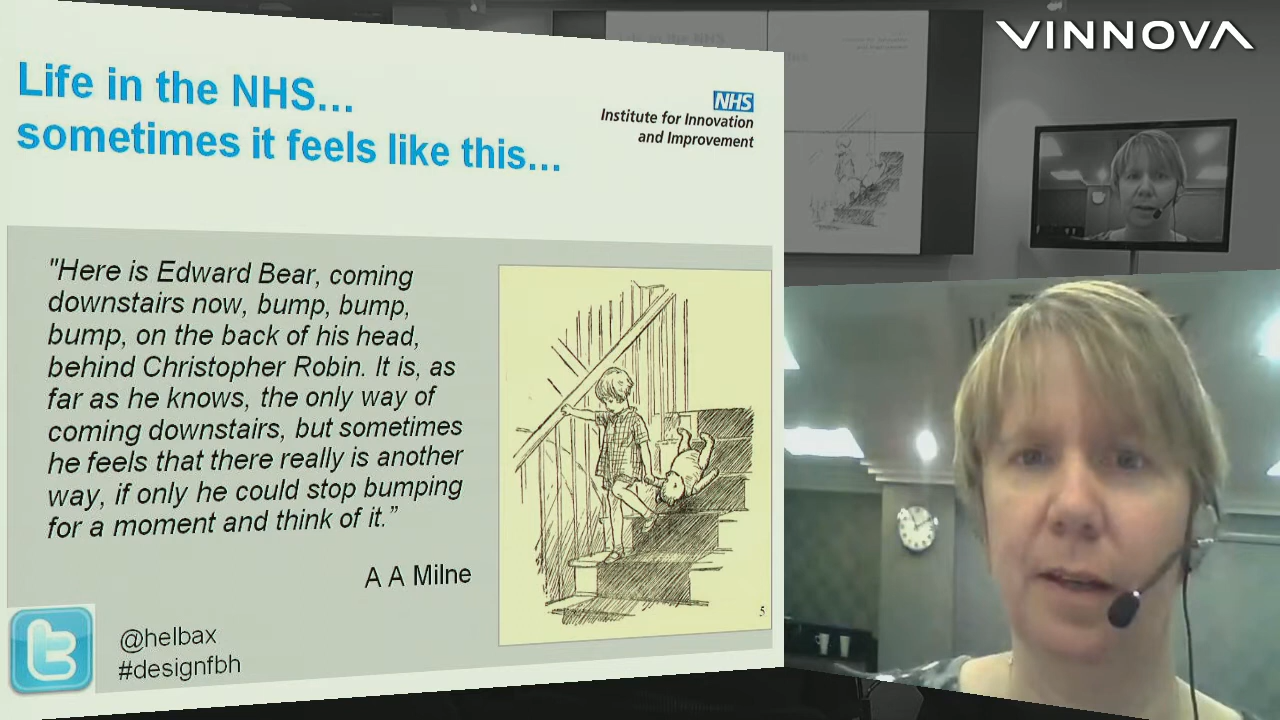 VINNOVA
Life in the NHS...
sometimes it feels like this...
NHS
Institute for Innovation
and Improvement
"Here is Edward Bear, coming
downstairs now, bump, bump,
bump, on the back of his head,
behind Christopher Robin. It is, as
far as he knows, the only way of
coming downstairs, but sometimes
he feels that there really is another
way, if only he could stop bumping
for a moment and think of it.”
A A Milne
5
@helbax
#designfbh